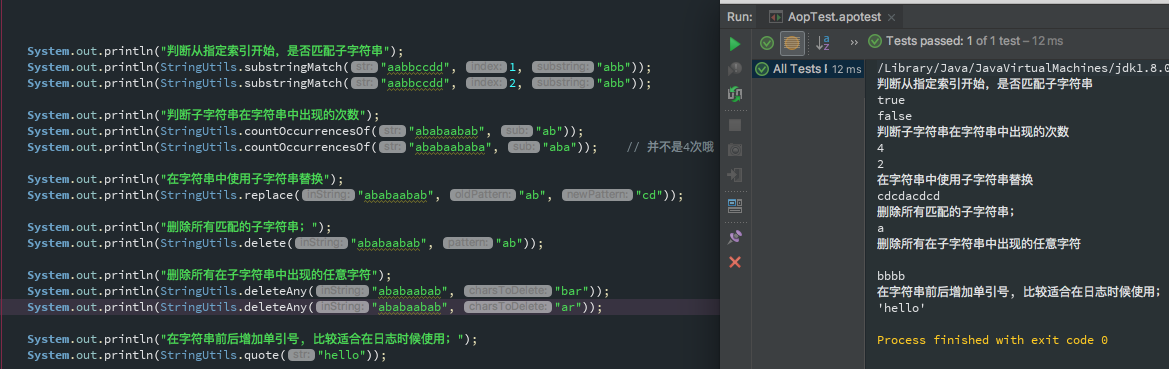 System.out.println("判断从指定索引开始，是否匹配子字符串");
System.out.println(StringUtils.substringMatch( str: "aabbccdd", index: 1, substring: "abb"));
System.out.println(StringUtils.substringMatch( str: "aabbccdd", index: 2, substring: "abb"));
System.out.println("判断子字符串在字符串中出现的次数");
System.out.println(StringUtils.countOccurrencesOf( str: "ababaabab", sub: "ab"));
System.out.println(StringUtils.countOccurrencesOf( str: "ababaababa", sub: "aba")); // 并不是4次哦
System.out.println("在字符串中使用子字符串替换");
System.out.println(StringUtils.replace( inString: "ababaabab", oldPattern: "ab", newPattern: "cd"));
System.out.println("删除所有匹配的子字符串；");
System.out.println(StringUtils.delete( inString: "ababaabab", pattern: "ab"));
System.out.println("删除所有在子字符串中出现的任意字符");
System.out.println(StringUtils.deleteAny( inString: "ababaabab", charsToDelete: "bar"));
System.out.println(StringUtils.deleteAny( inString: "ababaabab", charsToDelete: "ar"));
System.out.println("在字符串前后增加单引号，比较适合在日志时候使用；");
System.out.println(StringUtils.quote( str: "hello"));
Run: AopTest.apotest
Tests passed: 1 of 1 test – 12 ms
All Tests 12 ms
/Library/Java/JavaVirtualMachines/jdk1.8.0
判断从指定索引开始，是否匹配子字符串
true
false
判断子字符串在字符串中出现的次数
4
2
在字符串中使用子字符串替换
cdcdacdcd
删除所有匹配的子字符串；
a
删除所有在子字符串中出现的任意字符
bbbb
在字符串前后增加单引号，比较适合在日志时候使用；
'hello'
Process finished with exit code 0